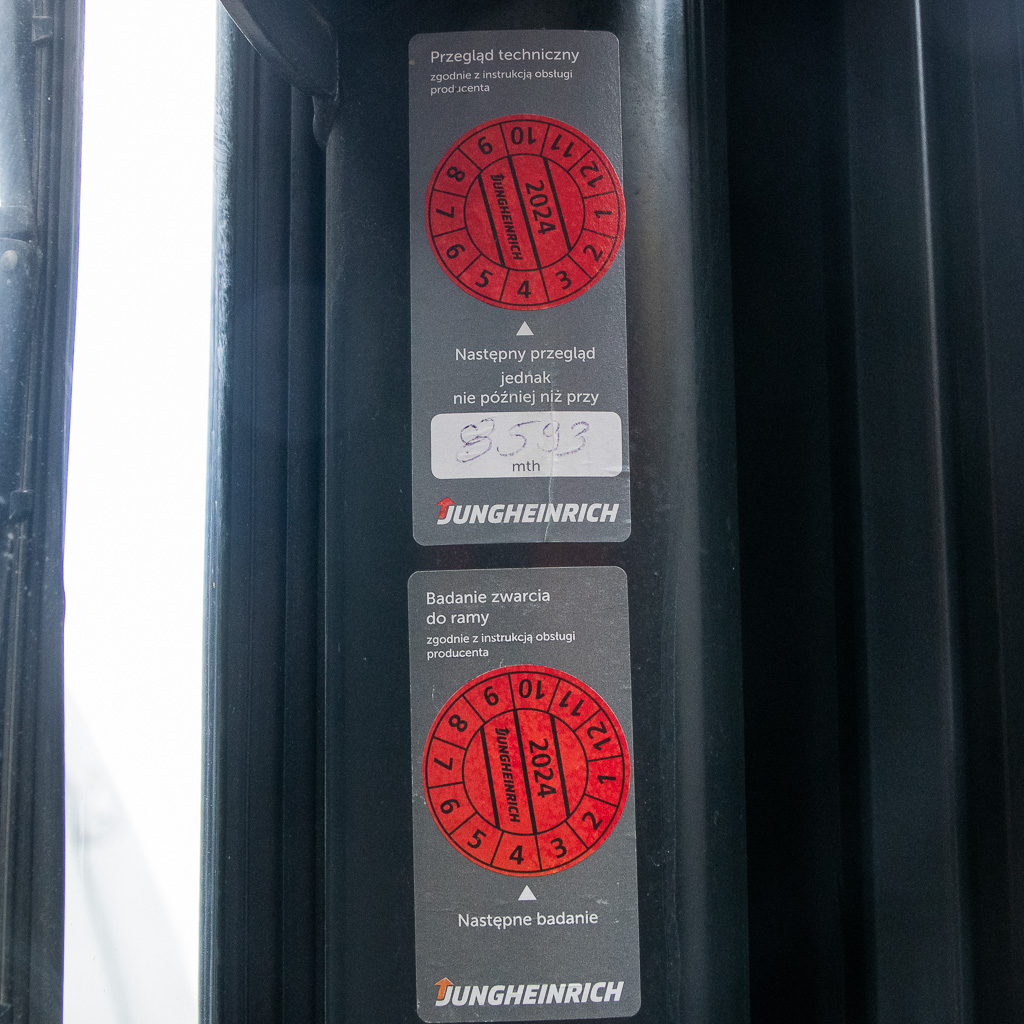 Przegląd techniczny
zgodnie z instrukcją obsługi
producenta
1 2 3 4 5 6 7 8 9 10 11 12
2024
JUNGHEINRICH
Następny przegląd
jednak
nie później niż przy
8593
mth
JUNGHEINRICH
Badanie zwarcia
do ramy
zgodnie z instrukcją obsługi
producenta
1 2 3 4 5 6 7 8 9 10 11 12
2024
JUNGHEINRICH
Następne badanie
JUNGHEINRICH